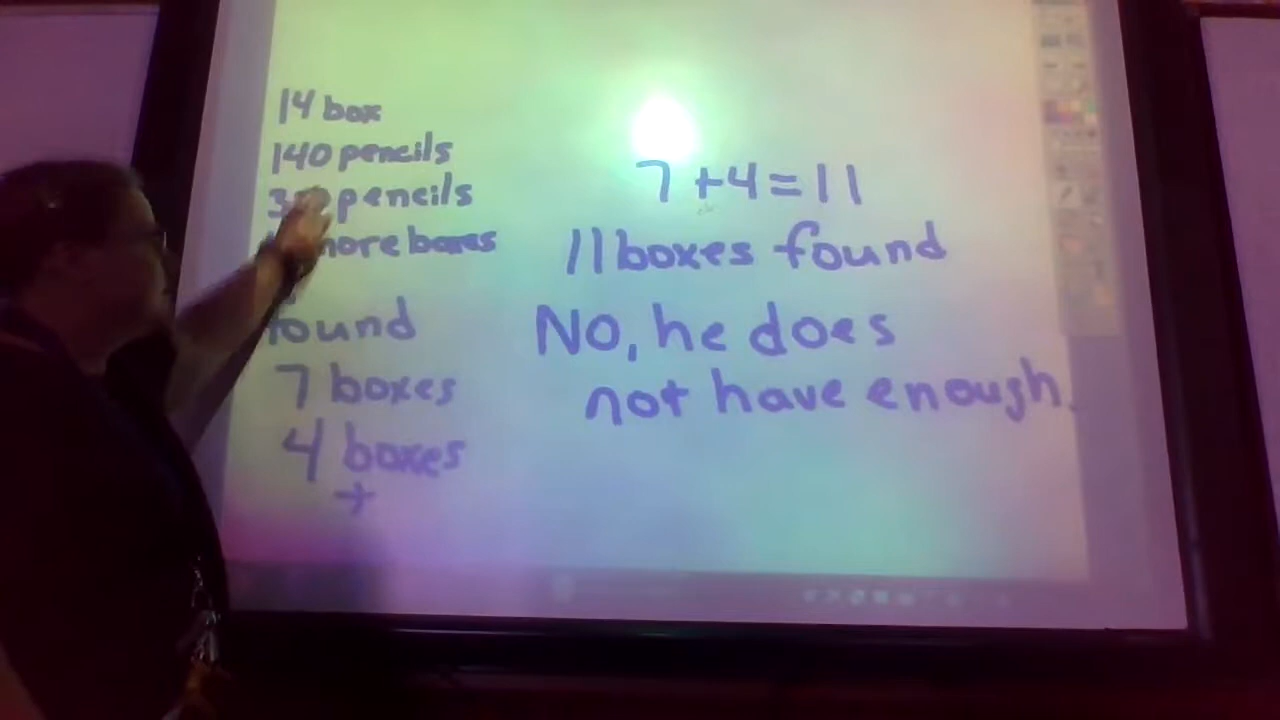 14 box
140 pencils
pencils
more boxes
found
7 boxes
4 boxes
+
7+4=11
11 boxes found
No, he does
not have enough.